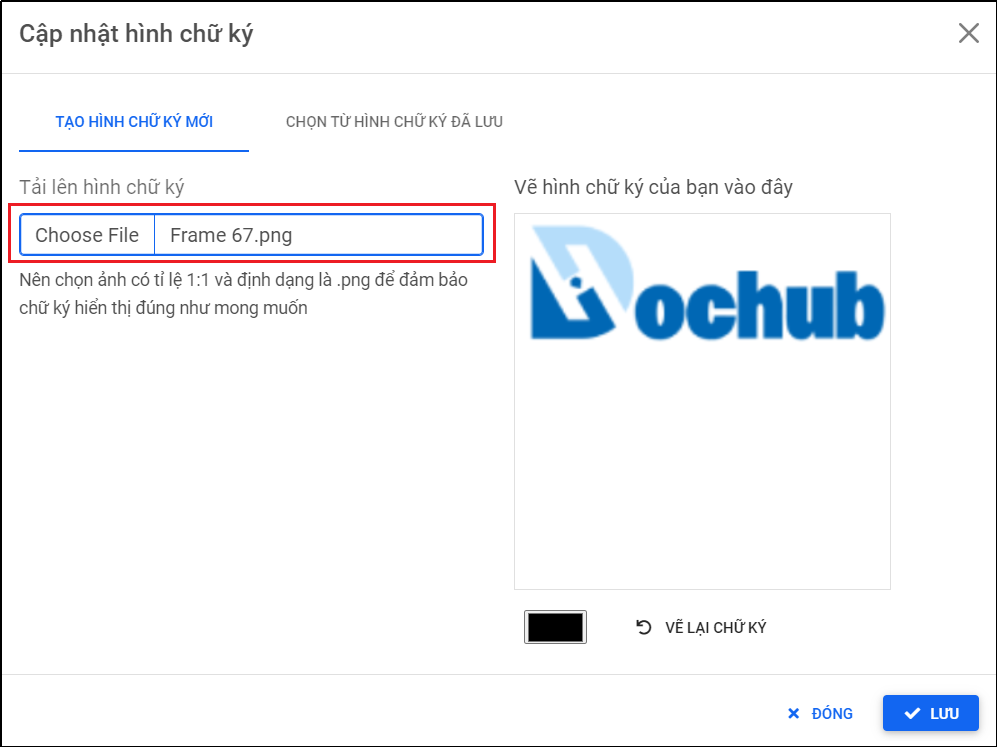 Cập nhật hình chữ ký
TẠO HÌNH CHỮ KÝ MỚI
CHỌN TỪ HÌNH CHỮ KÝ ĐÃ LƯU
Tải lên hình chữ ký
Choose File
Frame 67.png
Nên chọn ảnh có tỉ lệ 1:1 và định dạng là .png để đảm bảo
chữ ký hiển thị đúng như mong muốn
Vẽ hình chữ ký của bạn vào đây
Dochub
VẼ LẠI CHỮ KÝ
ĐÓNG
LƯU